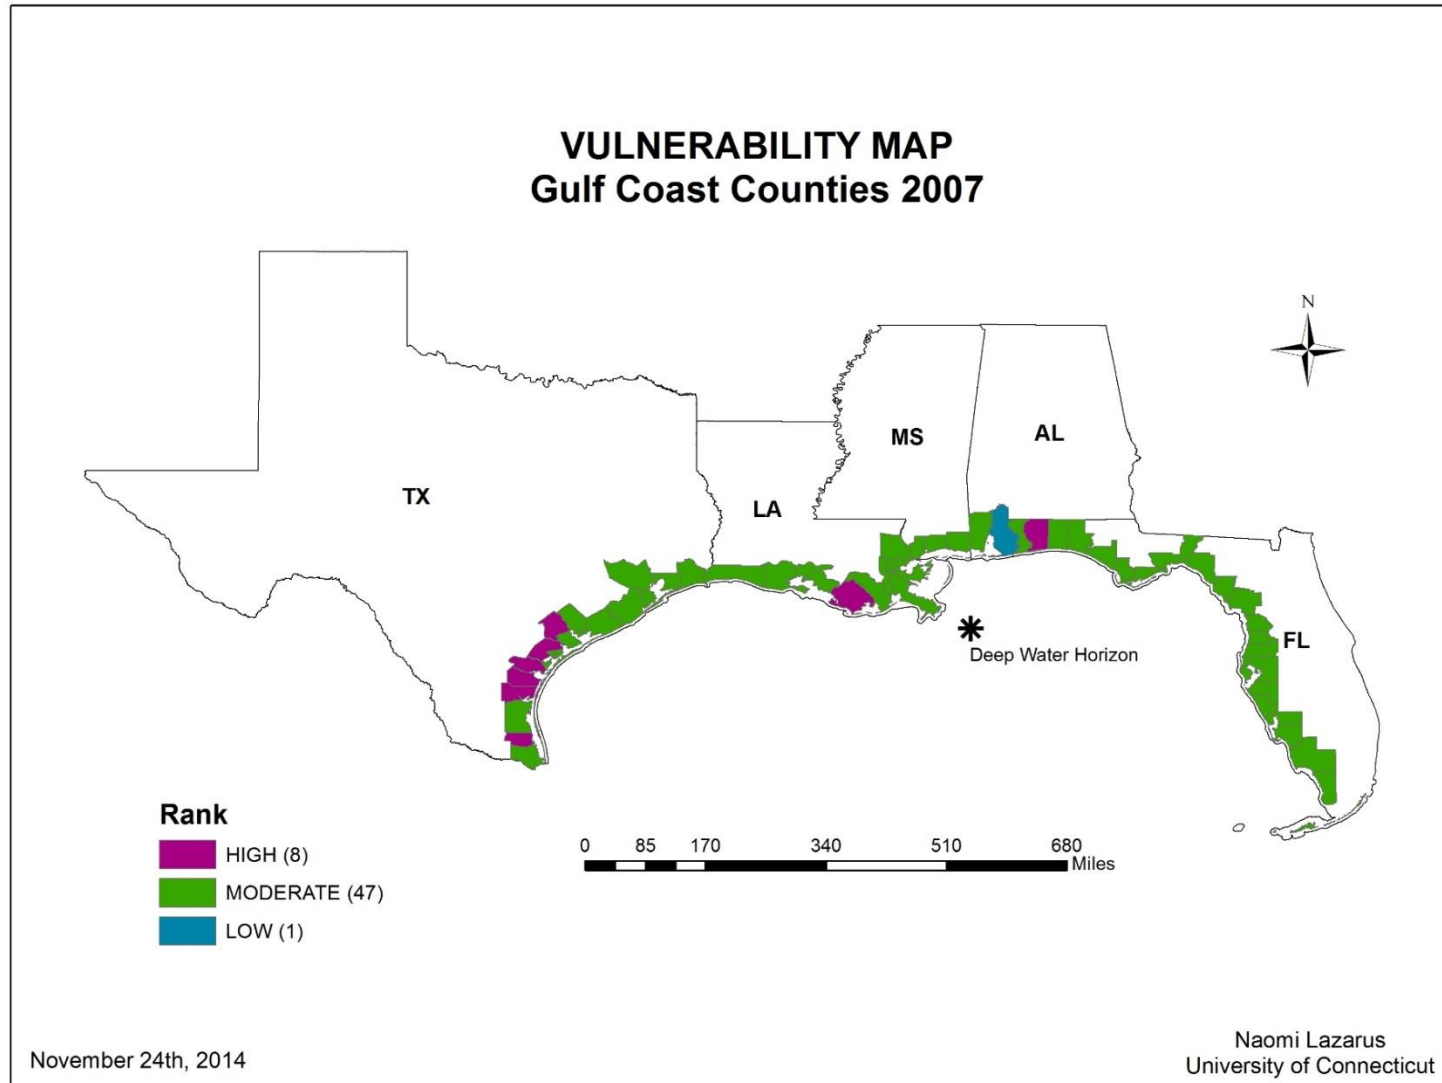 VULNERABILITY MAP
Gulf Coast Counties 2007
N
MS
AL
TX
LA
FL
Deep Water Horizon
Rank
HIGH (8)
MODERATE (47)
LOW (1)
0 85 170 340 510 680
Miles
November 24th, 2014
Naomi Lazarus
University of Connecticut